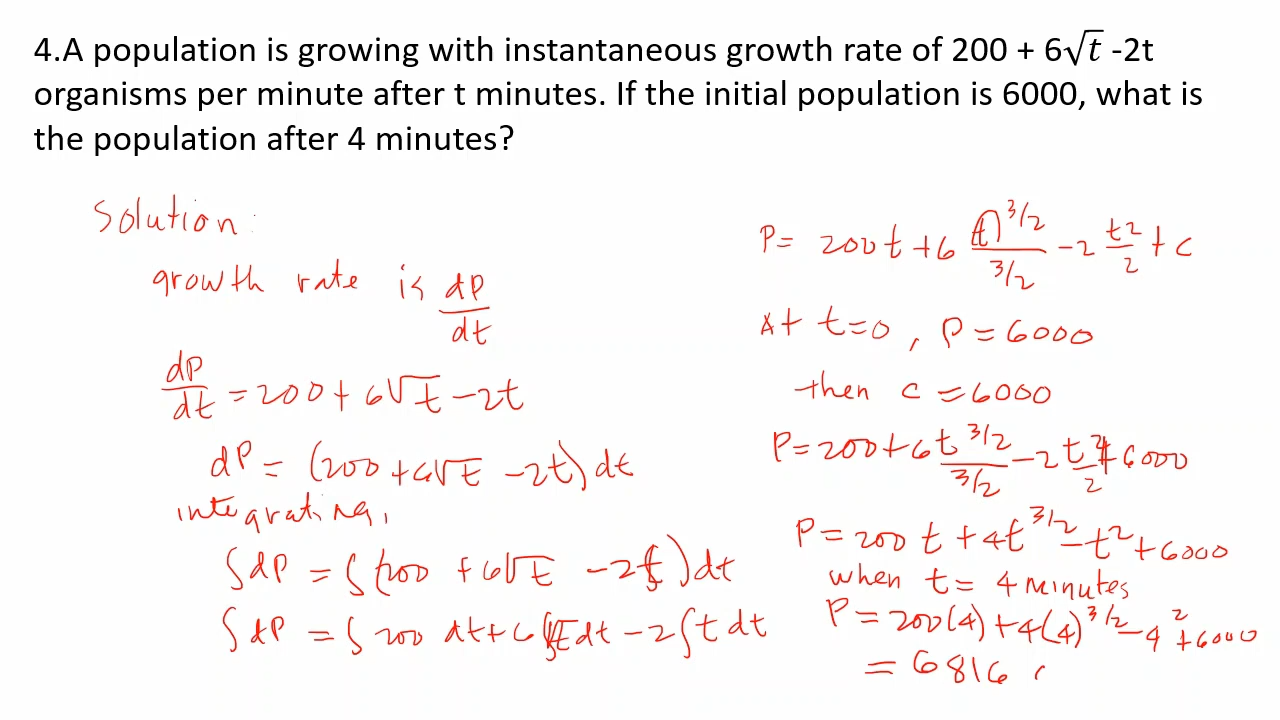 4.A population is growing with instantaneous growth rate of 200 + 6√t -2t
organisms per minute after t minutes. If the initial population is 6000, what is
the population after 4 minutes?
Solution:
growth rate is dP/dt
dP/dt = 200 + 6√t - 2t
dP = (200 + 6√t - 2t) dt
integrating,
∫dP = ∫(200 + 6√t - 2t) dt
∫dP = ∫200 dt + 6∫√t dt - 2∫t dt
P = 200t + 6 (t)^3/2 / 3/2 - 2 t²/2 + c
At t=0, P = 6000
then c = 6000
P = 200 + 6 t^3/2 / 3/2 - 2 t²/2 + 6000
P = 200 t + 4t^3/2 - t² + 6000
when t = 4 minutes
P = 200(4) + 4(4)^3/2 - 4² + 6000
= 6816